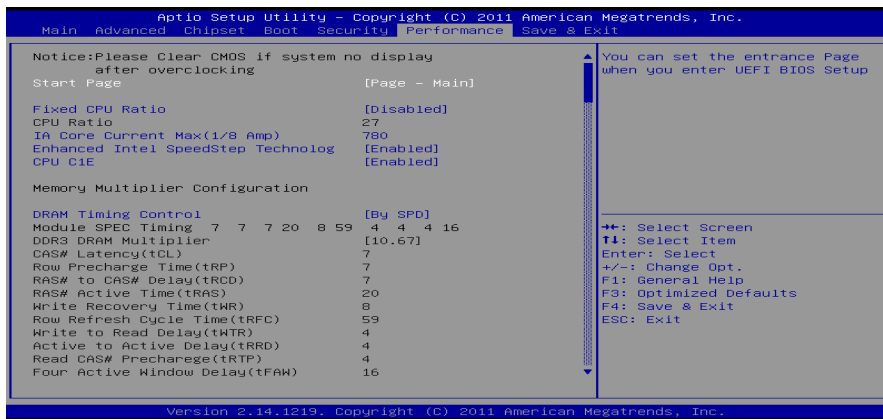 Aptio Setup Utility – Copyright (C) 2011 American Megatrends, Inc.
Main Advanced Chipset Boot Security Performance Save & Exit
Notice:Please Clear CMOS if system no display
after overclocking
Start Page [Page – Main]
Fixed CPU Ratio [Disabled]
CPU Ratio 27
IA Core Current Max(1/8 Amp) 780
Enhanced Intel SpeedStep Technolog [Enabled]
CPU C1E [Enabled]
Memory Multiplier Configuration
DRAM Timing Control [By SPD]
Module SPEC Timing 7 7 7 20 8 59 4 4 4 16
DDR3 DRAM Multiplier [10.67]
CAS# Latency(tCL) 7
Row Precharge Time(tRP) 7
RAS# to CAS# Delay(tRCD) 7
RAS# Active Time(tRAS) 20
Write Recovery Time(tWR) 8
Row Refresh Cycle Time(tRFC) 59
Write to Read Delay(tWTR) 4
Active to Active Delay(tRRD) 4
Read CAS# Precharege(tRTP) 4
Four Active Window Delay(tFAW) 16
You can set the entrance Page
when you enter UEFI BIOS Setup
→←: Select Screen
↑↓: Select Item
Enter: Select
+/-: Change Opt.
F1: General Help
F3: Optimized Defaults
F4: Save & Exit
ESC: Exit
Version 2.14.1219. Copyright (C) 2011 American Megatrends, Inc.